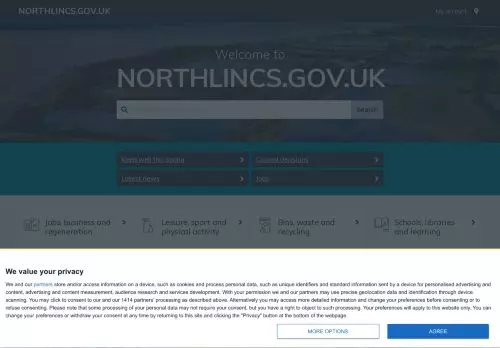 NORTHLINCS.GOV.UK
My account
Welcome to
NORTHLINCS.GOV.UK
Search
Council decisions
Latest news
Jobs, business and
regeneration
Leisure, sport and
physical activity
Bins, waste and
recycling
Schools, libraries
and learning
We value your privacy
We and our partners store and/or access information on a device, such as cookies and process personal data, such as unique identifiers and standard information sent by a device for personalised advertising and
content, advertising and content measurement, audience research and services development. With your permission we and our partners may use precise geolocation data and identification through device
scanning. You may click to consent to our and our 1414 partners' processing as described above. Alternatively you may access more detailed information and change your preferences before consenting or to
refuse consenting. Please note that some processing of your personal data may not require your consent, but you have a right to object to such processing. Your preferences will apply to this website only. You can
change your preferences or withdraw your consent at any time by returning to this site and clicking the "Privacy" button at the bottom of the webpage.
MORE OPTIONS
AGREE